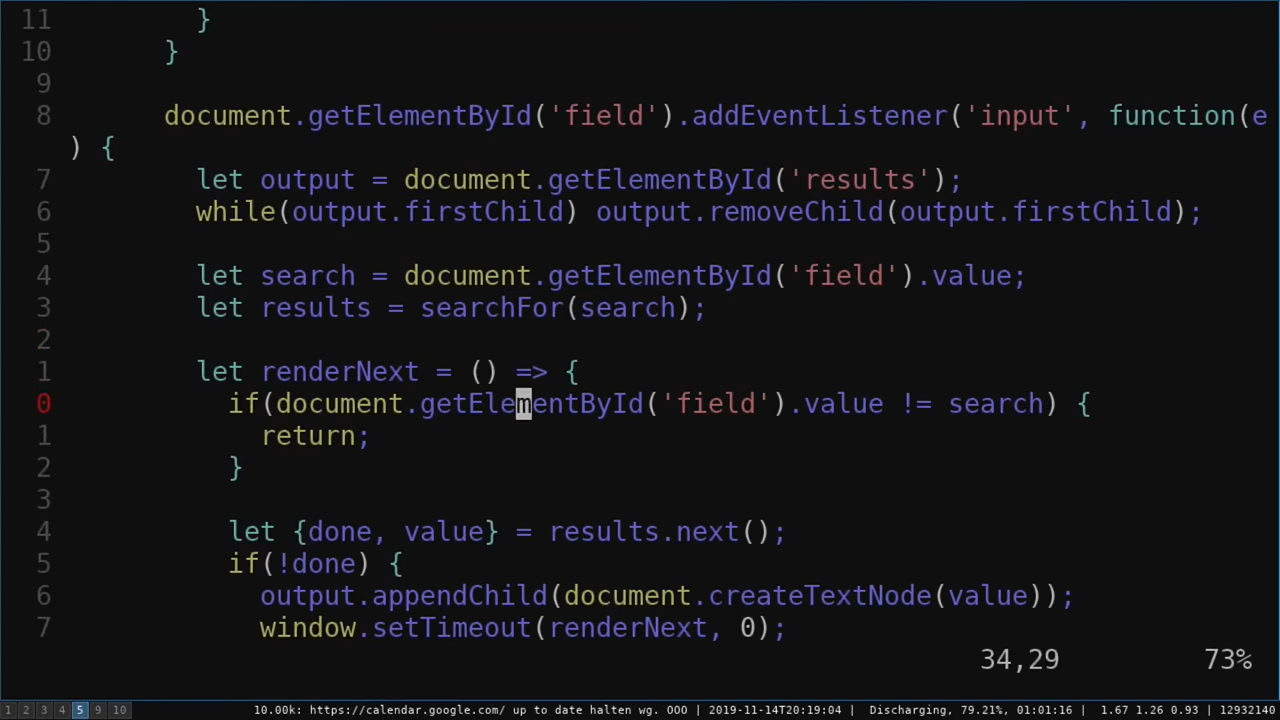 11         }
10       }
9
8       document.getElementById('field').addEventListener('input', function(e
) {
7         let output = document.getElementById('results');
6         while(output.firstChild) output.removeChild(output.firstChild);
5
4         let search = document.getElementById('field').value;
3         let results = searchFor(search);
2
1         let renderNext = () => {
0           if(document.getElementById('field').value != search) {
1             return;
2           }
3
4           let {done, value} = results.next();
5           if(!done) {
6             output.appendChild(document.createTextNode(value));
7             window.setTimeout(renderNext, 0);
34,29         73%
1 2 3 4 5 9 10 10.00k: https://calendar.google.com/ up to date halten wg. OOO | 2019-11-14T20:19:04 | Discharging, 79.21%, 01:01:16 | 1.67 1.26 0.93 | 12932140